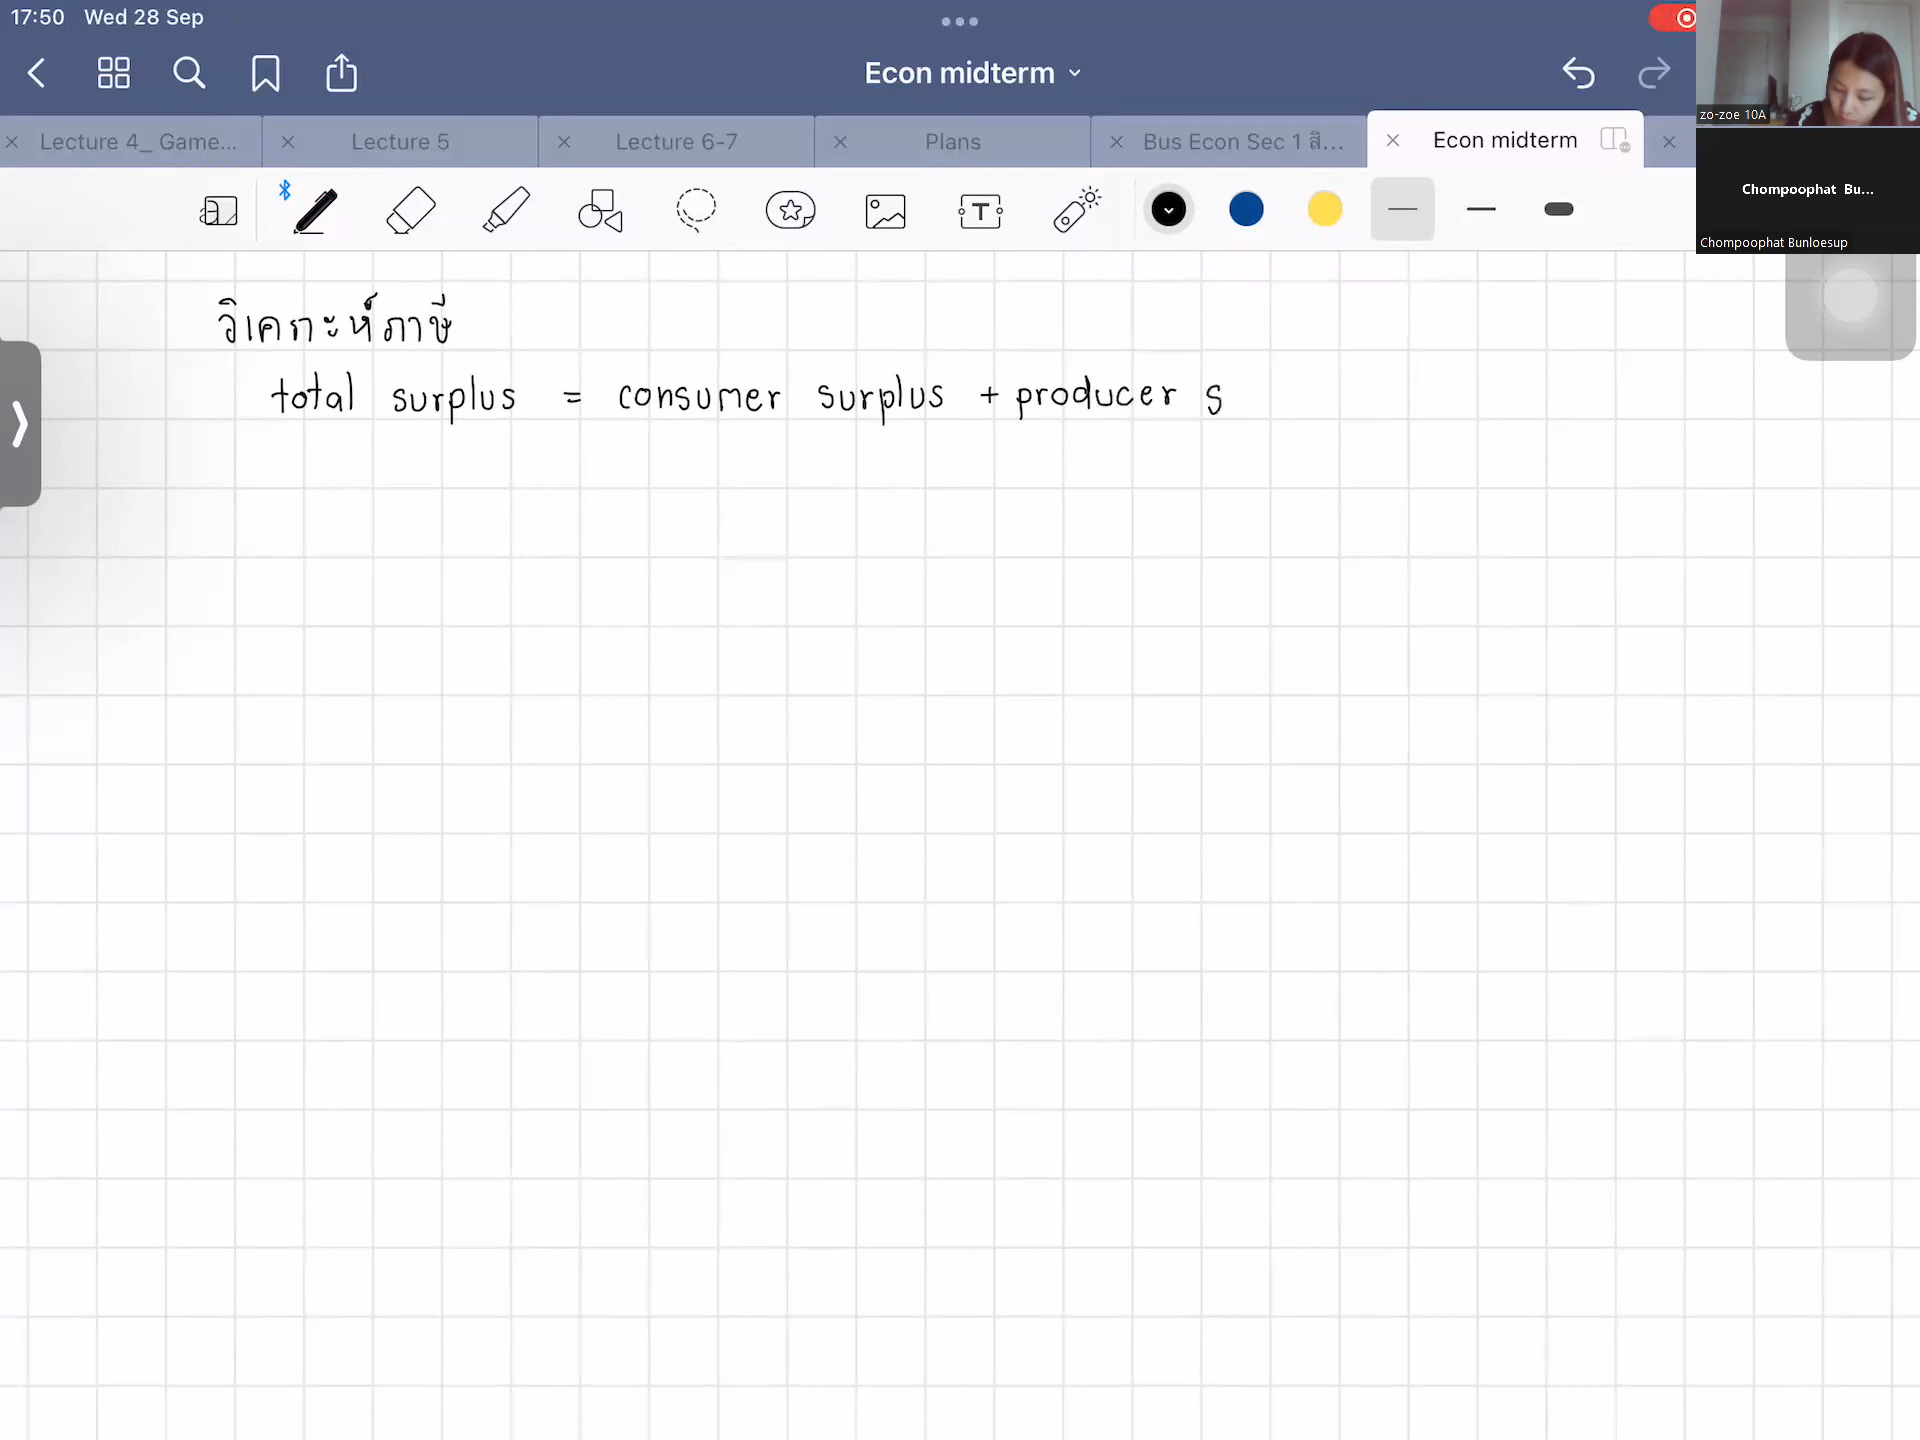 17:50 Wed 28 Sep
Econ midterm
Lecture 4_ Game...
Lecture 5
Lecture 6-7
Plans
Bus Econ Sec 1 สิ...
Econ midterm
zo-zoe 10A
Chompoophat Bu...
Chompoophat Bunloesup
วิเคราะห์ภาษี
total surplus = consumer surplus + producer s